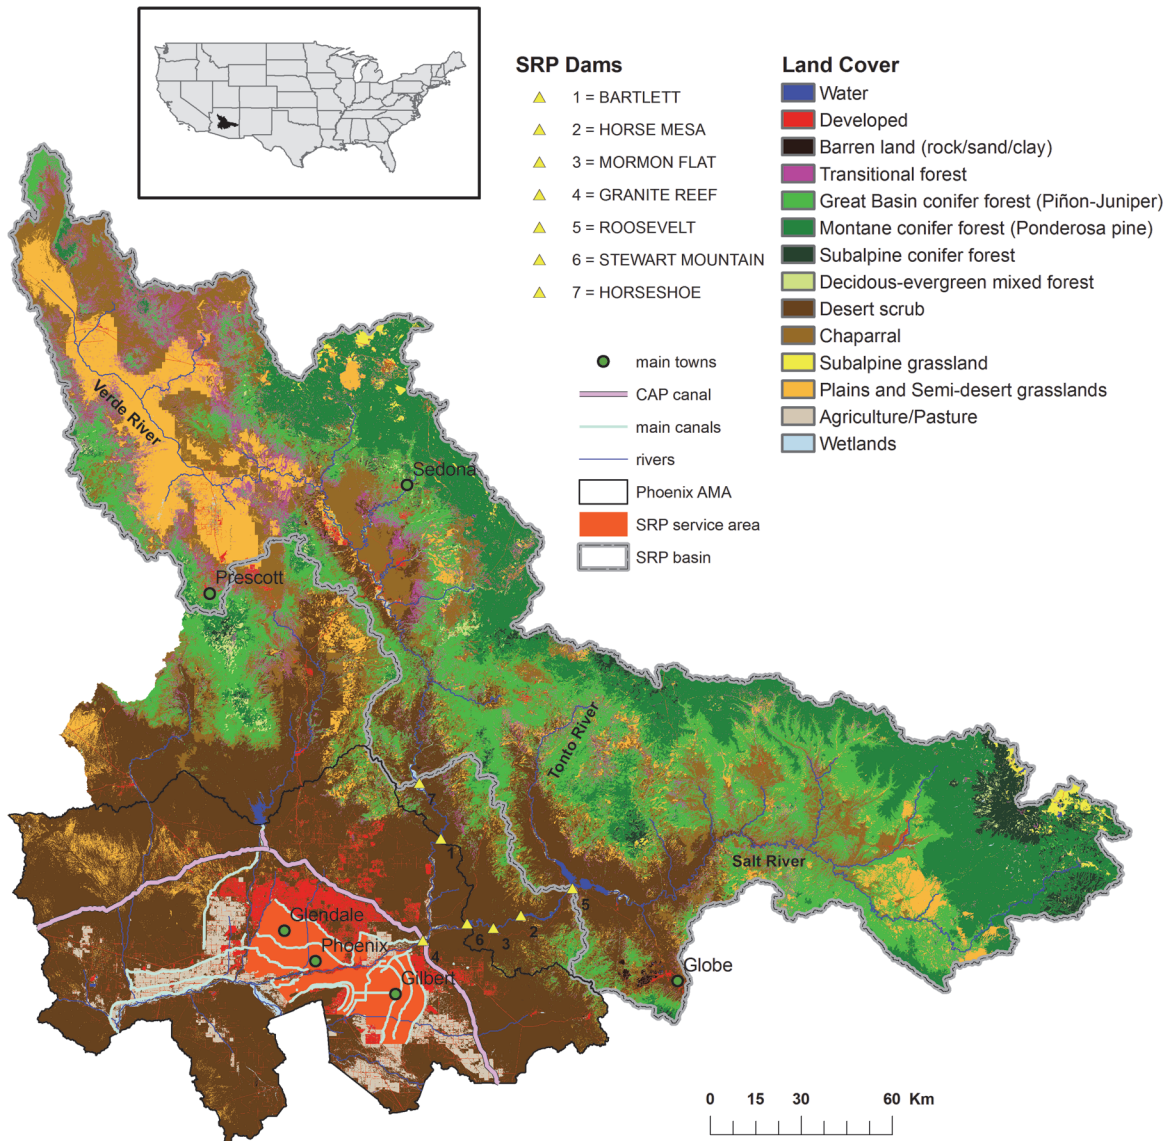 SRP Dams
1 = BARTLETT
2 = HORSE MESA
3 = MORMON FLAT
4 = GRANITE REEF
5 = ROOSEVELT
6 = STEWART MOUNTAIN
7 = HORSESHOE
main towns
CAP canal
main canals
rivers
Phoenix AMA
SRP service area
SRP basin
Land Cover
Water
Developed
Barren land (rock/sand/clay)
Transitional forest
Great Basin conifer forest (Piñon-Juniper)
Montane conifer forest (Ponderosa pine)
Subalpine conifer forest
Decidous-evergreen mixed forest
Desert scrub
Chaparral
Subalpine grassland
Plains and Semi-desert grasslands
Agriculture/Pasture
Wetlands
Verde River
Sedona
Prescott
Tonto River
Salt River
7
1
5
2
3
6
4
Glendale
Phoenix
Gilbert
Globe
0 15 30 60 Km